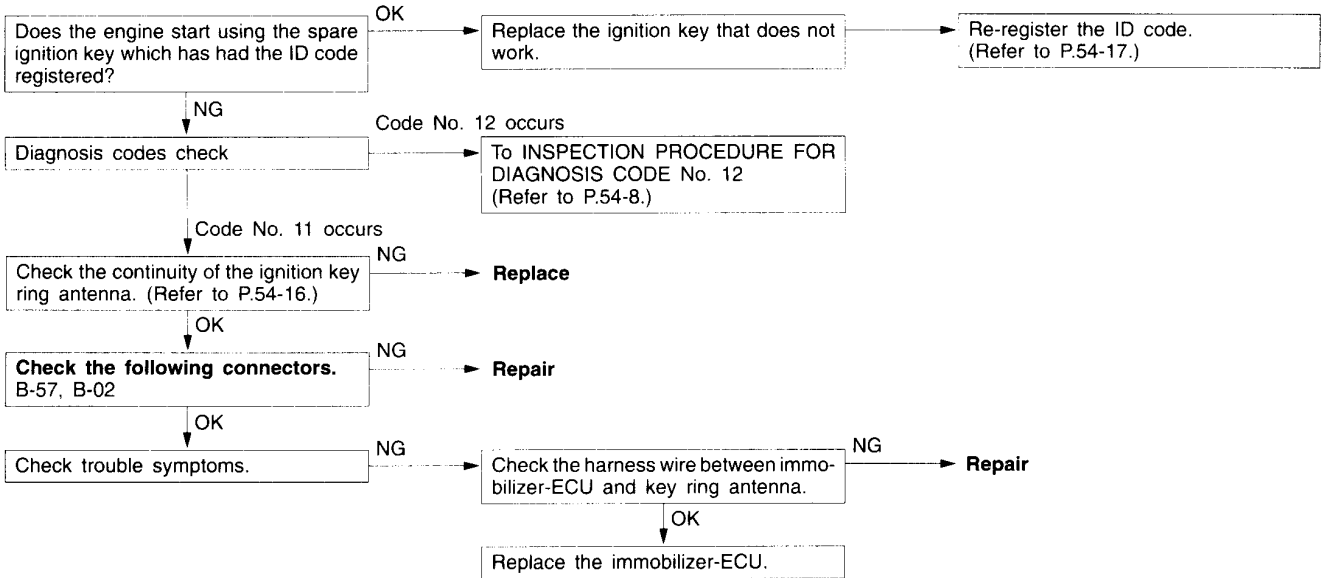 OK
Does the engine start using the spare
ignition key which has had the ID code
registered?
Replace the ignition key that does not
work.
Re-register the ID code.
(Refer to P.54-17.)
NG
Code No. 12 occurs
Diagnosis codes check
To INSPECTION PROCEDURE FOR
DIAGNOSIS CODE No. 12
(Refer to P.54-8.)
Code No. 11 occurs
Check the continuity of the ignition key
ring antenna. (Refer to P.54-16.)
NG
Replace
OK
Check the following connectors.
B-57, B-02
NG
Repair
OK
Check trouble symptoms.
NG
Check the harness wire between immo-
bilizer-ECU and key ring antenna.
NG
Repair
OK
Replace the immobilizer-ECU.